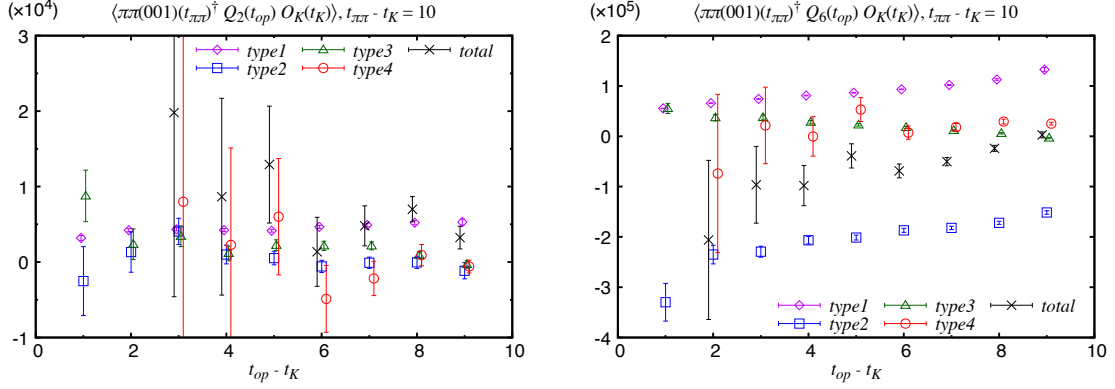 (×10⁴) ⟨ππ(001)(t_ππ)† Q₂(t_op) O_K(t_K)⟩, t_ππ - t_K = 10
3
type1 type3 total
type2 type4
2
1
0
-1
0 2 4 6 8 10
t_op - t_K
(×10⁵) ⟨ππ(001)(t_ππ)† Q₆(t_op) O_K(t_K)⟩, t_ππ - t_K = 10
2
1
0
-1
-2
-3
type1 type3 total
type2 type4
-4
0 2 4 6 8 10
t_op - t_K